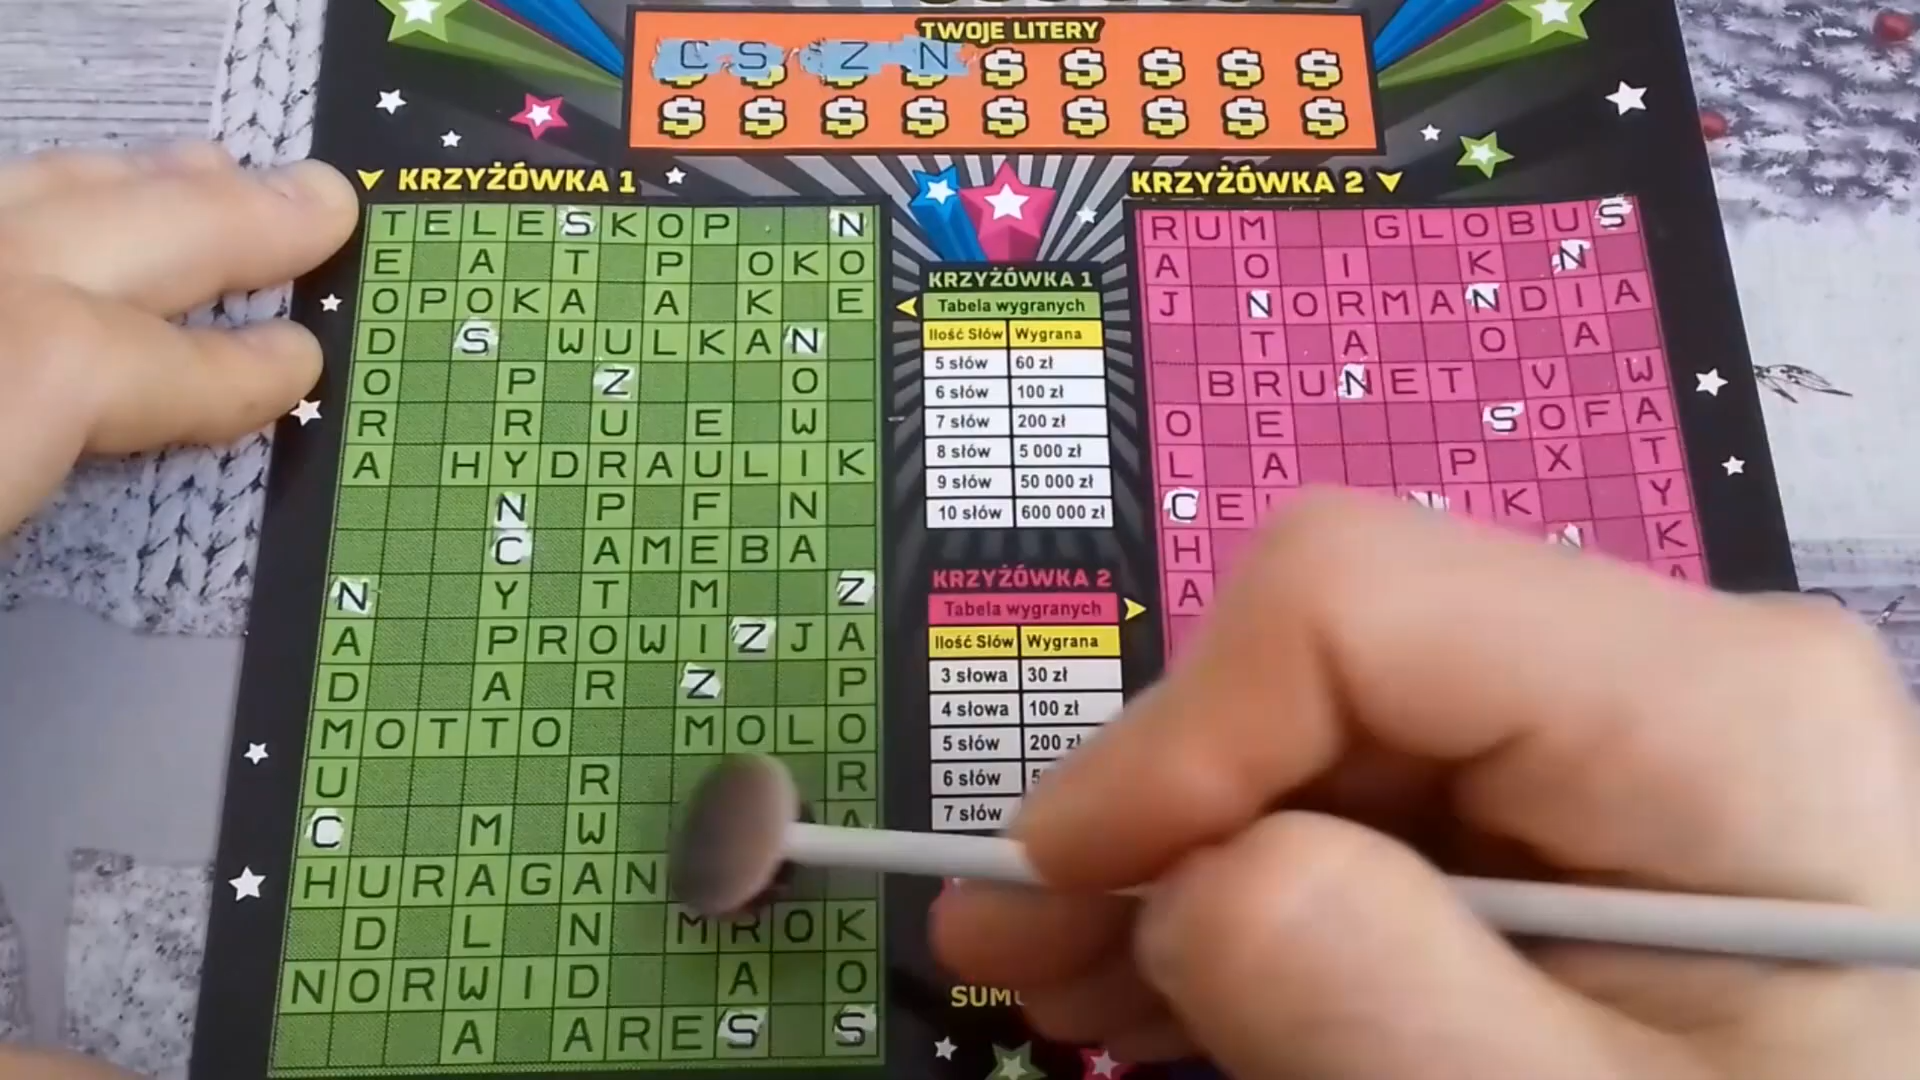 TWOJE LITERY
C S Z N
KRZYŻÓWKA 1
KRZYŻÓWKA 2
TELESKOP N
E A T P OKO
OPOKA A K E
D S WULKAN
O P Z O
R R U E W
A HYDRAULIK
N P F N
C AMEBA
N Y T M Z
A PROWIZJA
D A R Z P
MOTTO MOLO
U R R
C M W A
HURAGAN
D L N MROK
NORWID A O
A ARES S
KRZYŻÓWKA 1
Tabela wygranych
Ilość Słów Wygrana
5 słów 60 zł
6 słów 100 zł
7 słów 200 zł
8 słów 5 000 zł
9 słów 50 000 zł
10 słów 600 000 zł
KRZYŻÓWKA 2
Tabela wygranych
Ilość Słów Wygrana
3 słowa 30 zł
4 słowa 100 zł
5 słów 200 zł
6 słów 5
7 słów
RUM GLOBUS
A O I K N
J NORMANDIA
T A O A
BRUNET V W
O E SOFA
L A P X T
CEL IK Y
H N K
A A